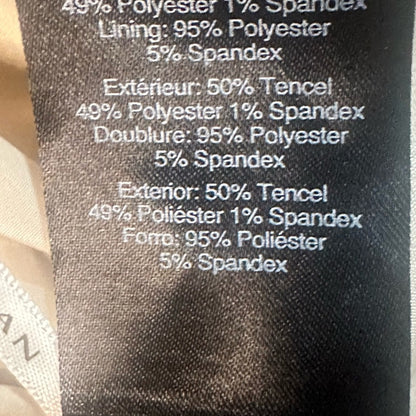 49% Polyester 1% Spandex
Lining: 95% Polyester
5% Spandex
Extérieur: 50% Tencel
49% Polyester 1% Spandex
Doublure: 95% Polyester
5% Spandex
Exterior: 50% Tencel
49% Poliéster 1% Spandex
Forro: 95% Poliéster
5% Spandex
AN